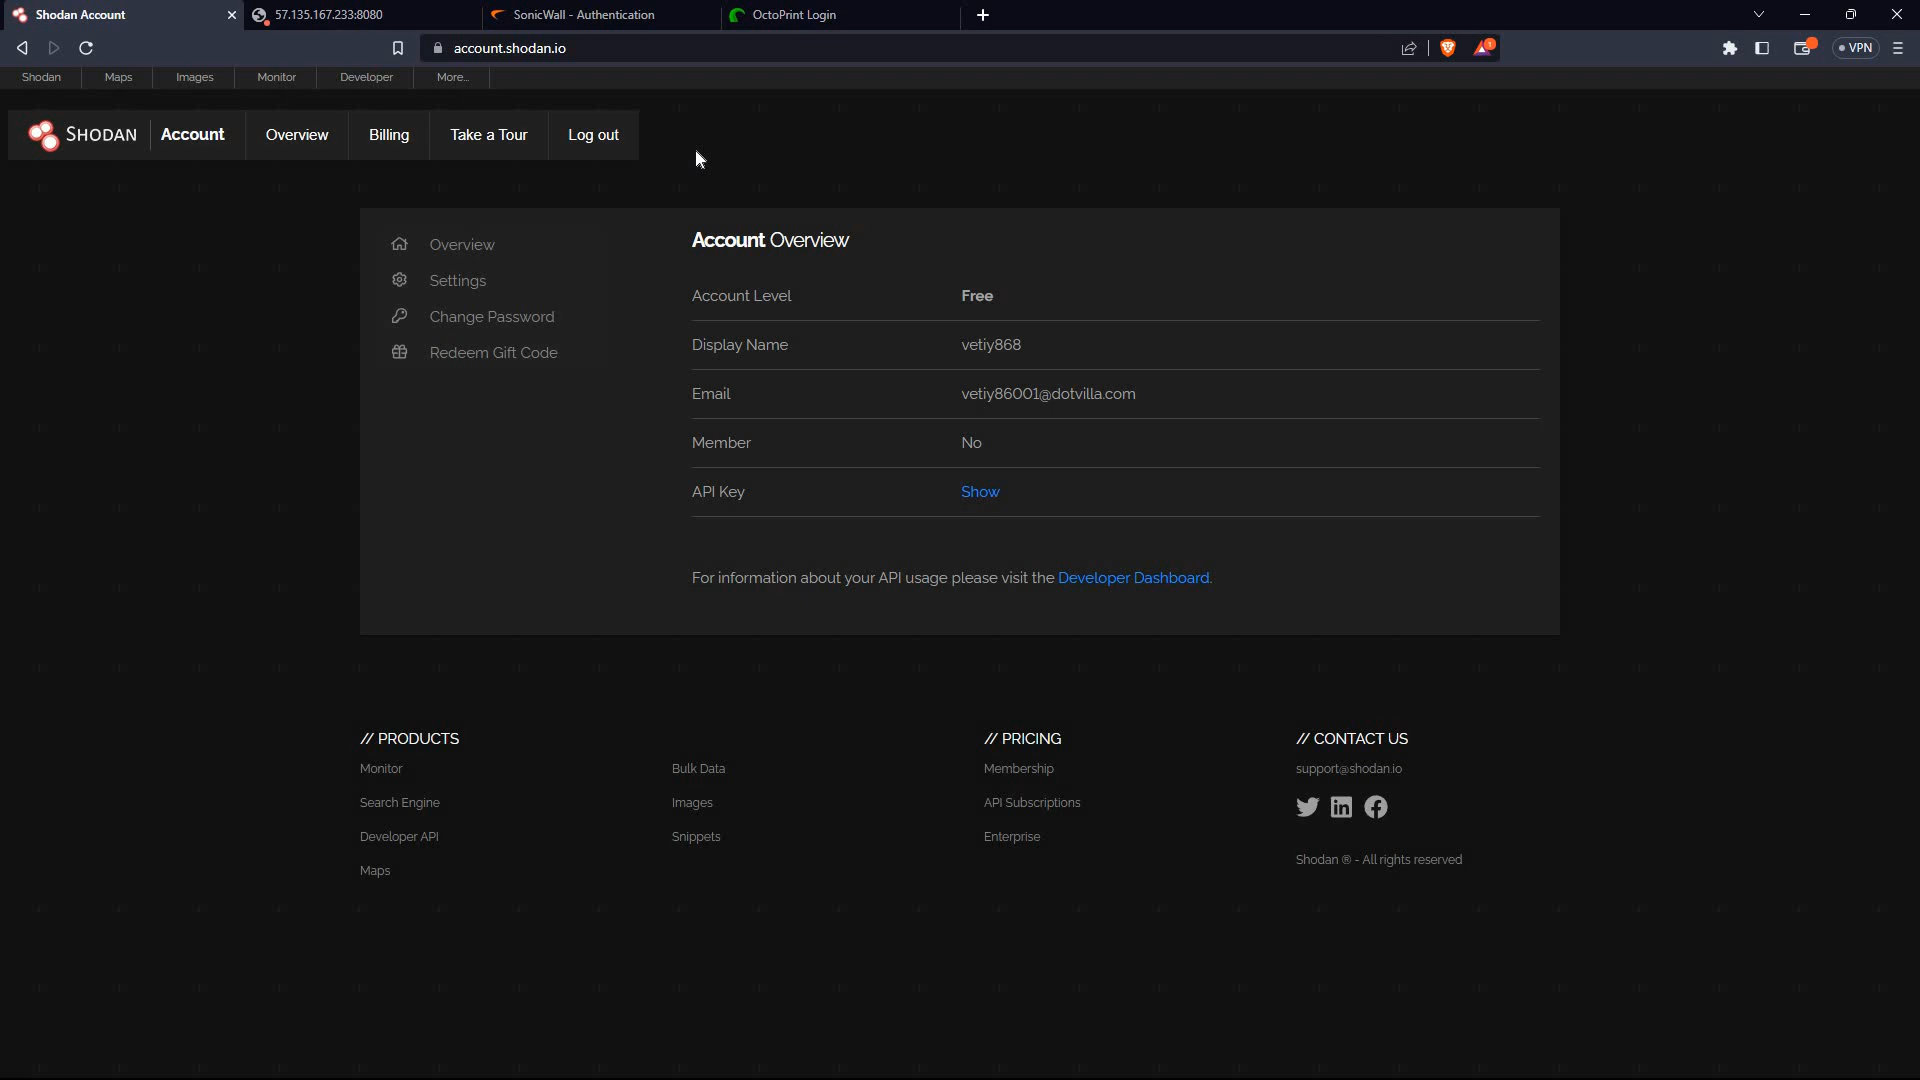 Shodan Account
57.135.167.233:8080
SonicWall - Authentication
OctoPrint Login
account.shodan.io
1
VPN
Shodan
Maps
Images
Monitor
Developer
More...
SHODAN
Account
Overview
Billing
Take a Tour
Log out
Overview
Settings
Change Password
Redeem Gift Code
Account Overview
Account Level Free
Display Name vetiy868
Email vetiy86001@dotvilla.com
Member No
API Key Show
For information about your API usage please visit the Developer Dashboard.
// PRODUCTS
Monitor
Search Engine
Developer API
Maps
Bulk Data
Images
Snippets
// PRICING
Membership
API Subscriptions
Enterprise
// CONTACT US
support@shodan.io
Shodan ® - All rights reserved